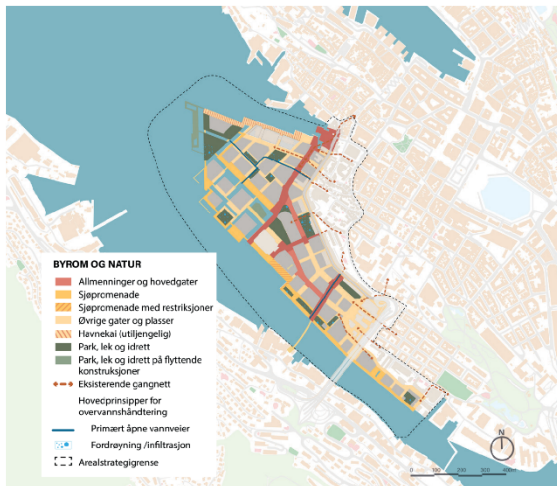 BYROM OG NATUR
Allmenninger og hovedgater
Sjøpromenade
Sjøpromenade med restriksjoner
Øvrige gater og plasser
Havnekai (utiljengelig)
Park, lek og idrett
Park, lek og idrett på flyttende
konstruksjoner
Eksisterende gangnett
Hovedprinsipper for
overvannshåndtering
Primært åpne vannveier
Fordrøyning /infiltrasjon
Arealstrategigrense
N
0 100 200 300 400m